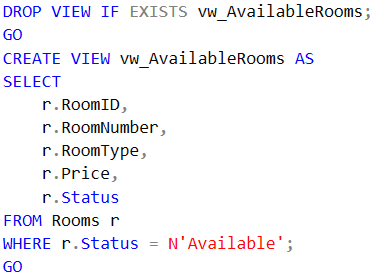 DROP VIEW IF EXISTS vw_AvailableRooms;
GO
CREATE VIEW vw_AvailableRooms AS
SELECT
    r.RoomID,
    r.RoomNumber,
    r.RoomType,
    r.Price,
    r.Status
FROM Rooms r
WHERE r.Status = N'Available';
GO